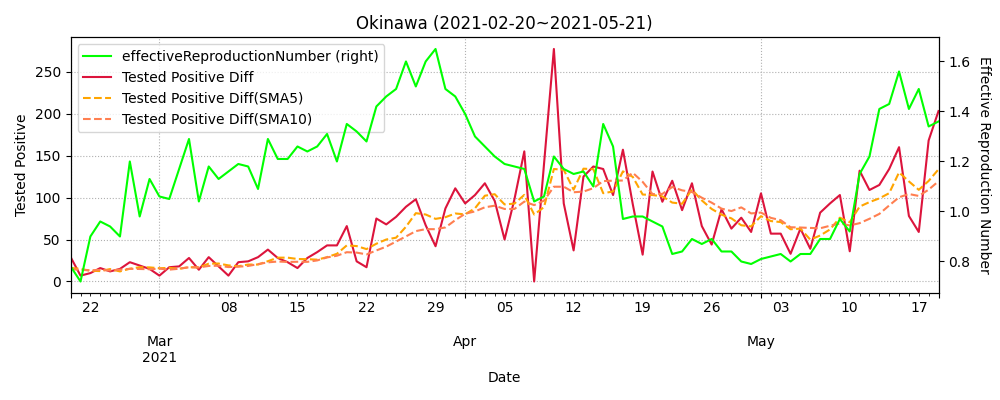 Okinawa (2021-02-20~2021-05-21)
effectiveReproductionNumber (right)
Tested Positive Diff
Tested Positive Diff(SMA5)
Tested Positive Diff(SMA10)
Tested Positive
250
200
150
100
50
0
1.6
1.4
1.2
1.0
0.8
Effective Reproduction Number
22 08 15 22 29 05 12 19 26 03 10 17
Mar Apr May
2021
Date